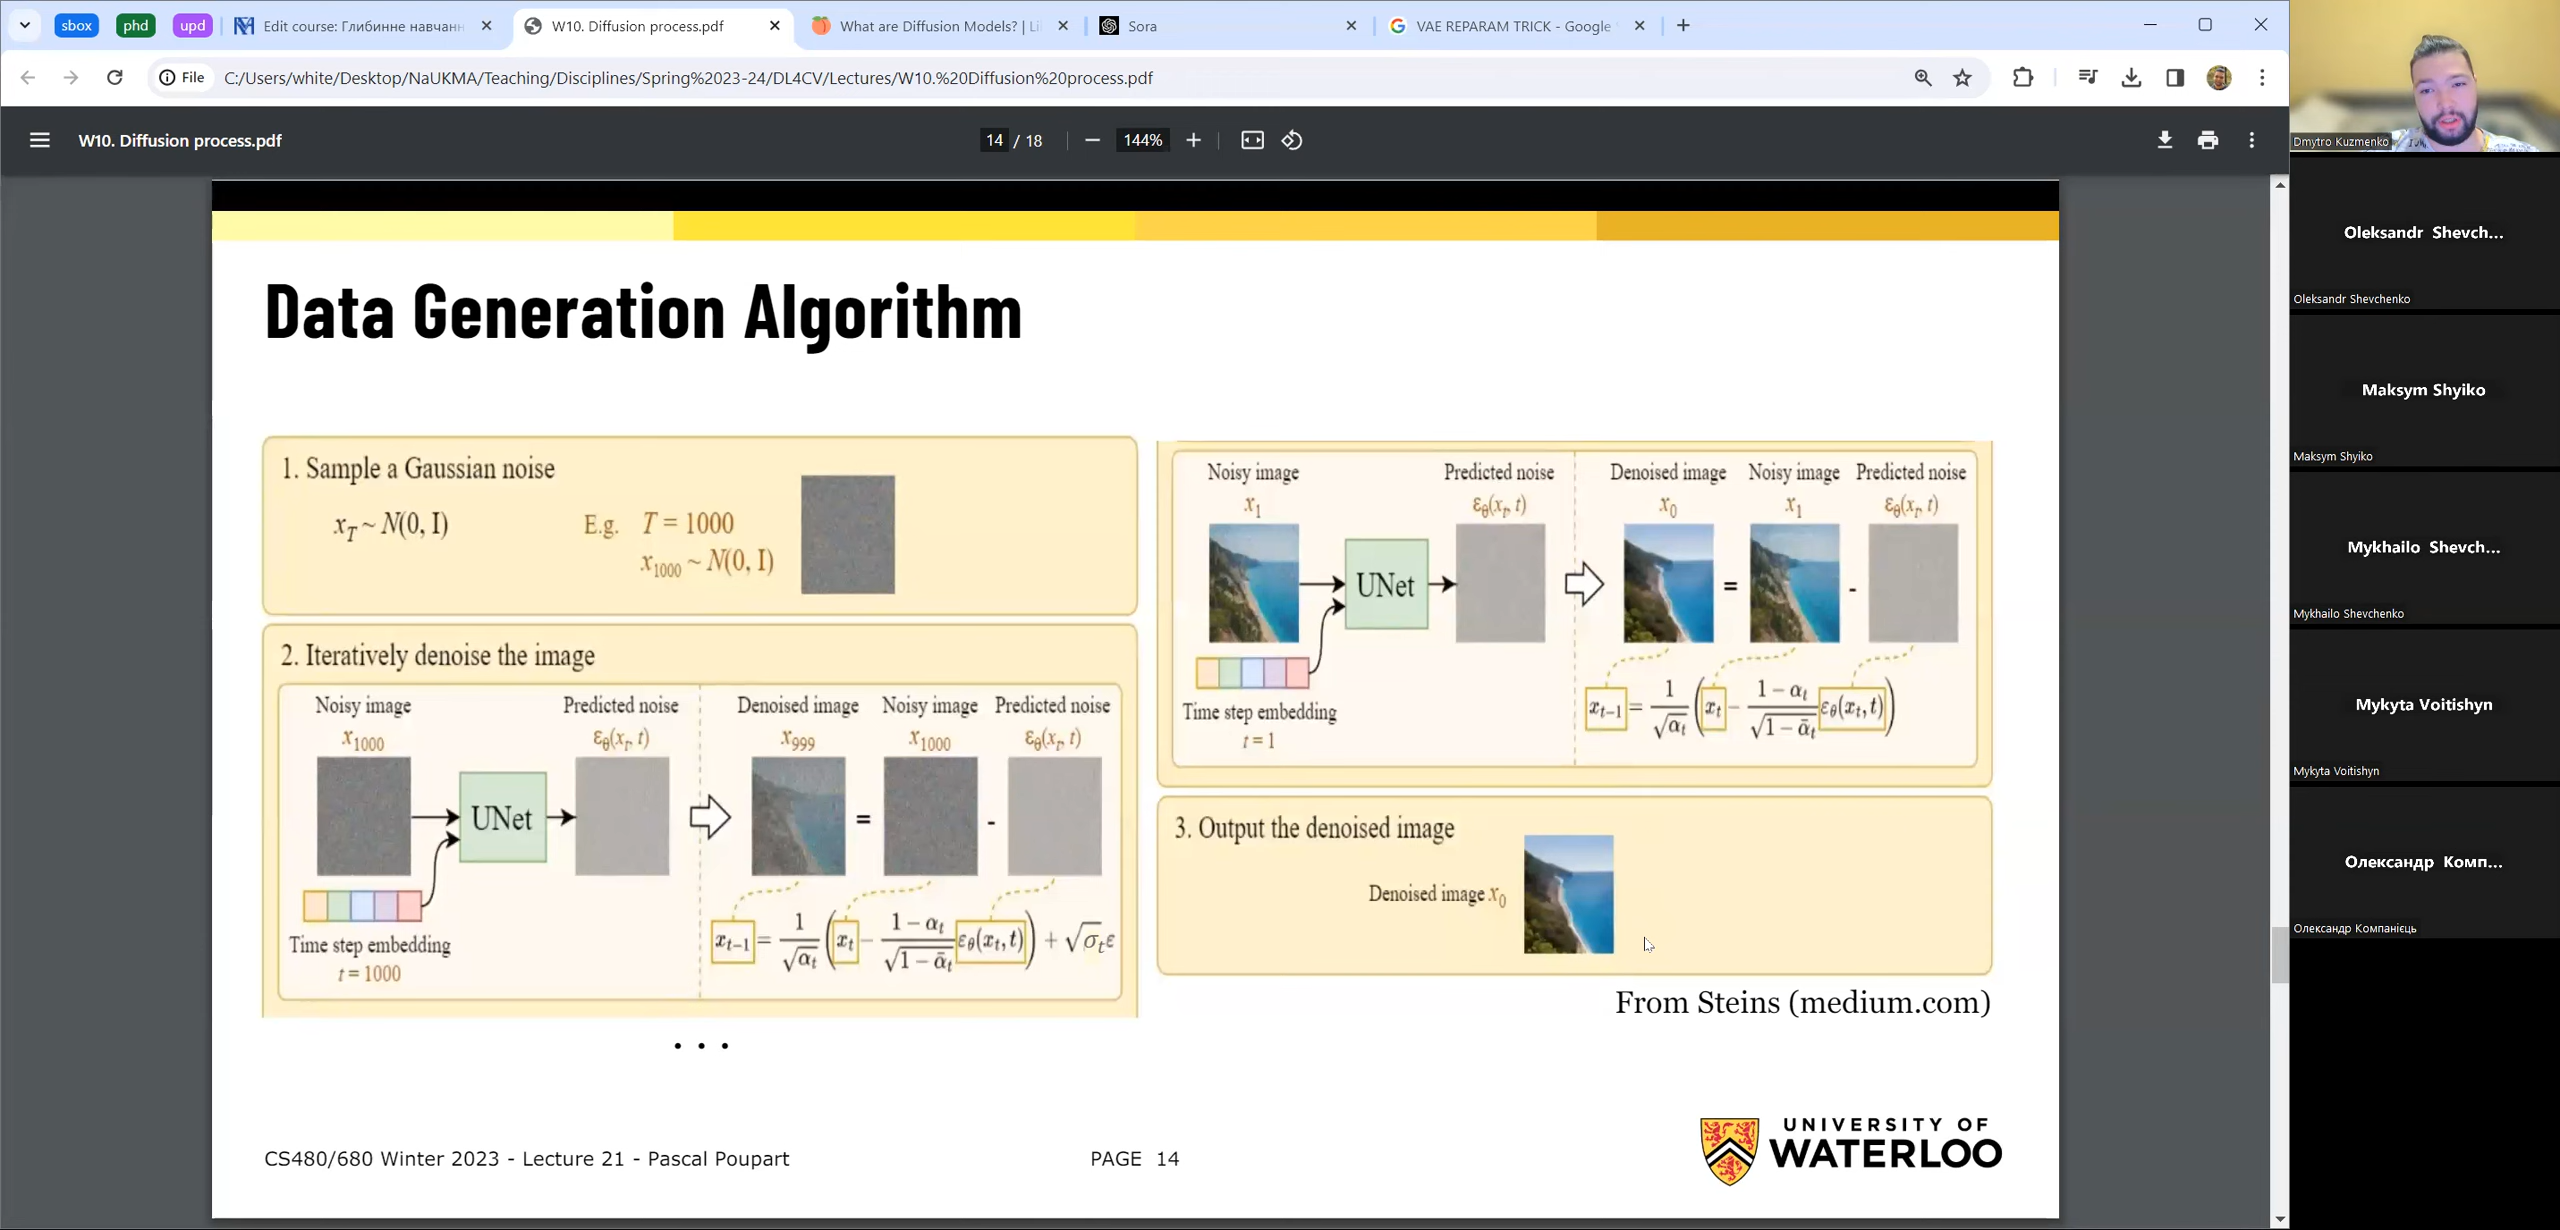 sbox
phd
upd
Edit course: Глибинне навчанн
W10. Diffusion process.pdf
What are Diffusion Models? | Li
Sora
VAE REPARAM TRICK - Google
File
C:/Users/white/Desktop/NaUKMA/Teaching/Disciplines/Spring%2023-24/DL4CV/Lectures/W10.%20Diffusion%20process.pdf
W10. Diffusion process.pdf
14 / 18
144%
Data Generation Algorithm
1. Sample a Gaussian noise
x_T ~ N(0, I)
E.g. T = 1000
x_1000 ~ N(0, I)
2. Iteratively denoise the image
Noisy image
x_1000
Predicted noise
ε_θ(x_t, t)
Denoised image
x_999
Noisy image
x_1000
Predicted noise
ε_θ(x_t, t)
UNet
=
-
Time step embedding
t = 1000
x_{t−1} = 1/√α_t (x_t − (1 − α_t)/√(1 − ᾱ_t) ε_θ(x_t, t)) + √σ_t ε
. . .
Noisy image
x_1
Predicted noise
ε_θ(x_t, t)
Denoised image
x_0
Noisy image
x_1
Predicted noise
ε_θ(x_t, t)
UNet
=
-
Time step embedding
t = 1
x_{t−1} = 1/√α_t (x_t − (1 − α_t)/√(1 − ᾱ_t) ε_θ(x_t, t))
3. Output the denoised image
Denoised image x_0
From Steins (medium.com)
CS480/680 Winter 2023 - Lecture 21 - Pascal Poupart
PAGE 14
UNIVERSITY OF
WATERLOO
Dmytro Kuzmenko
Oleksandr Shevch...
Oleksandr Shevchenko
Maksym Shyiko
Maksym Shyiko
Mykhailo Shevch...
Mykhailo Shevchenko
Mykyta Voitishyn
Mykyta Voitishyn
Олександр Комп...
Олександр Компанієць